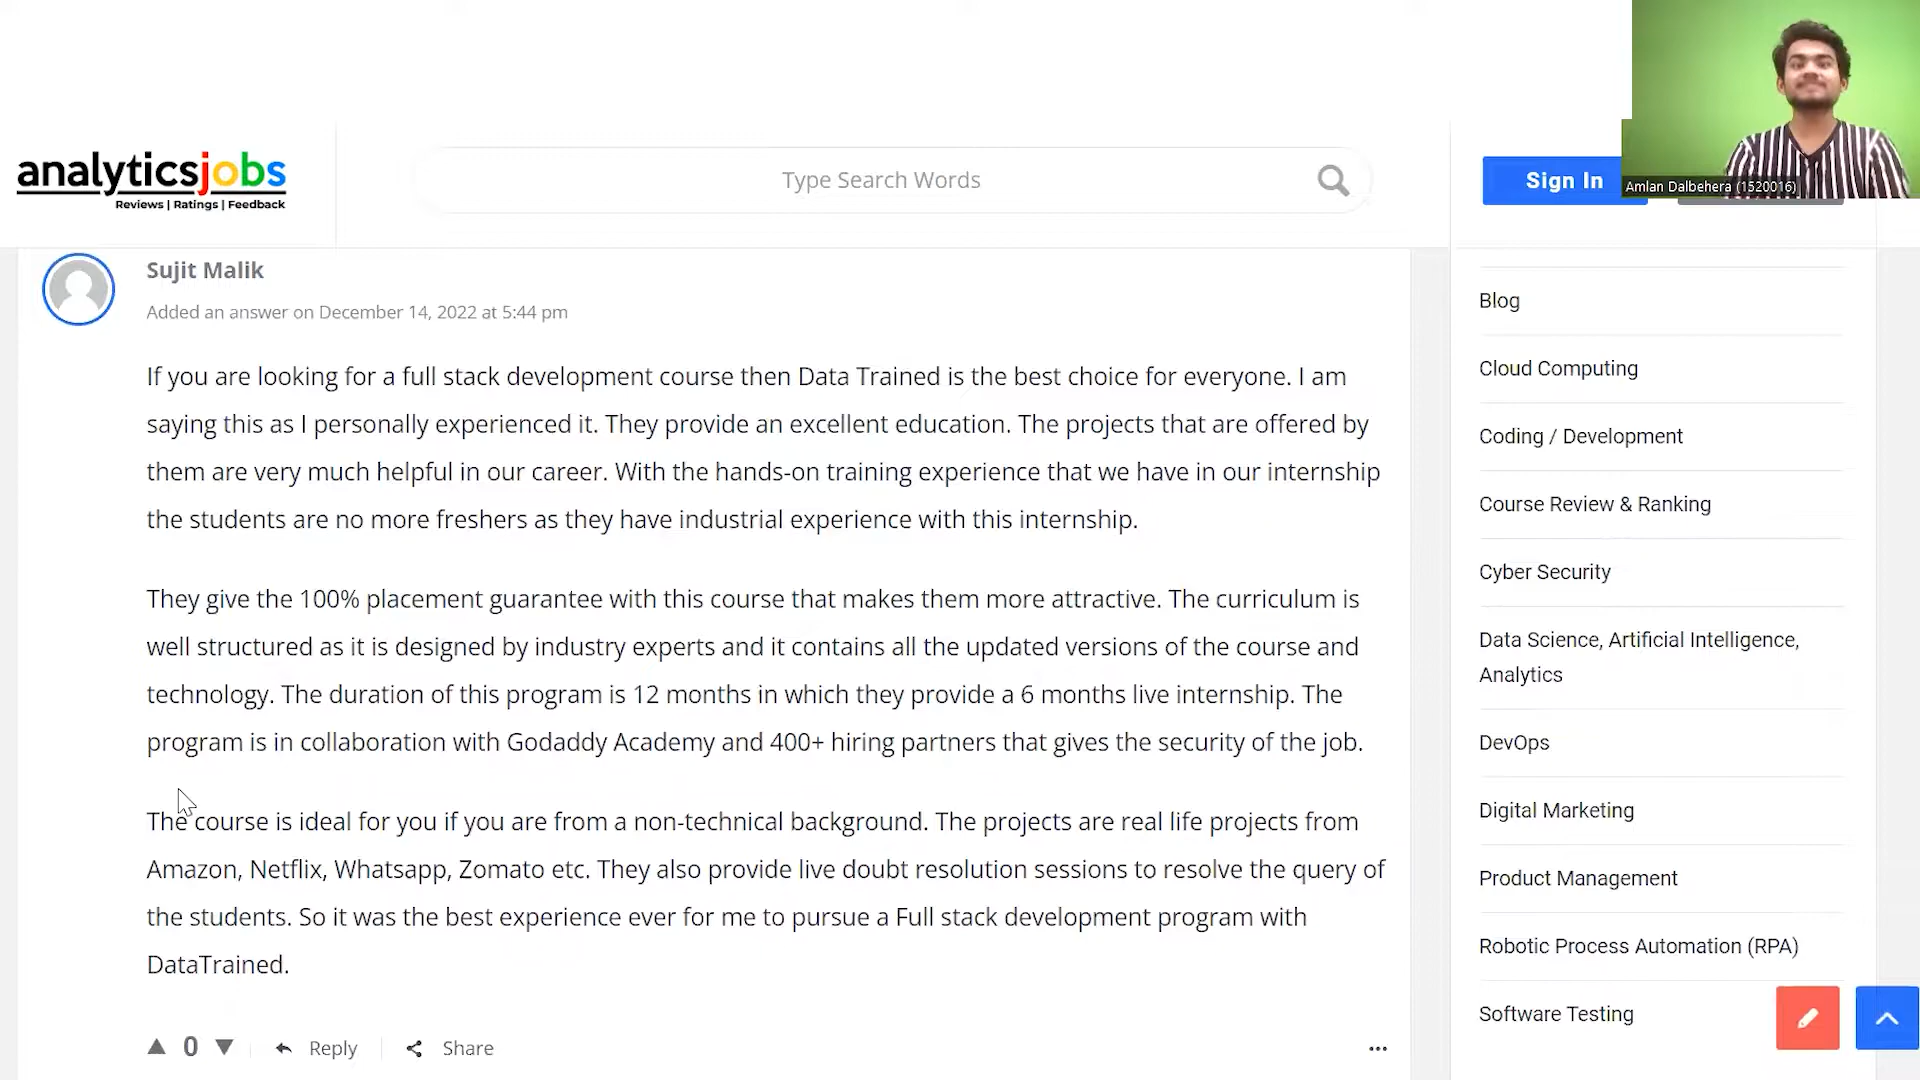 analyticsjobs
Reviews | Ratings | Feedback
Type Search Words
Sign In
Amlan Dalbehera (1520016)
Sujit Malik
Added an answer on December 14, 2022 at 5:44 pm
If you are looking for a full stack development course then Data Trained is the best choice for everyone. I am
saying this as I personally experienced it. They provide an excellent education. The projects that are offered by
them are very much helpful in our career. With the hands-on training experience that we have in our internship
the students are no more freshers as they have industrial experience with this internship.
They give the 100% placement guarantee with this course that makes them more attractive. The curriculum is
well structured as it is designed by industry experts and it contains all the updated versions of the course and
technology. The duration of this program is 12 months in which they provide a 6 months live internship. The
program is in collaboration with Godaddy Academy and 400+ hiring partners that gives the security of the job.
The course is ideal for you if you are from a non-technical background. The projects are real life projects from
Amazon, Netflix, Whatsapp, Zomato etc. They also provide live doubt resolution sessions to resolve the query of
the students. So it was the best experience ever for me to pursue a Full stack development program with
DataTrained.
0
Reply
Share
Blog
Cloud Computing
Coding / Development
Course Review & Ranking
Cyber Security
Data Science, Artificial Intelligence,
Analytics
DevOps
Digital Marketing
Product Management
Robotic Process Automation (RPA)
Software Testing